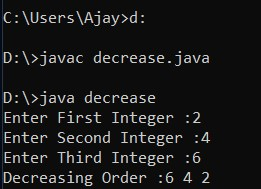 C:\Users\Ajay>d:
D:\>javac decrease.java
D:\>java decrease
Enter First Integer :2
Enter Second Integer :4
Enter Third Integer :6
Decreasing Order :6 4 2